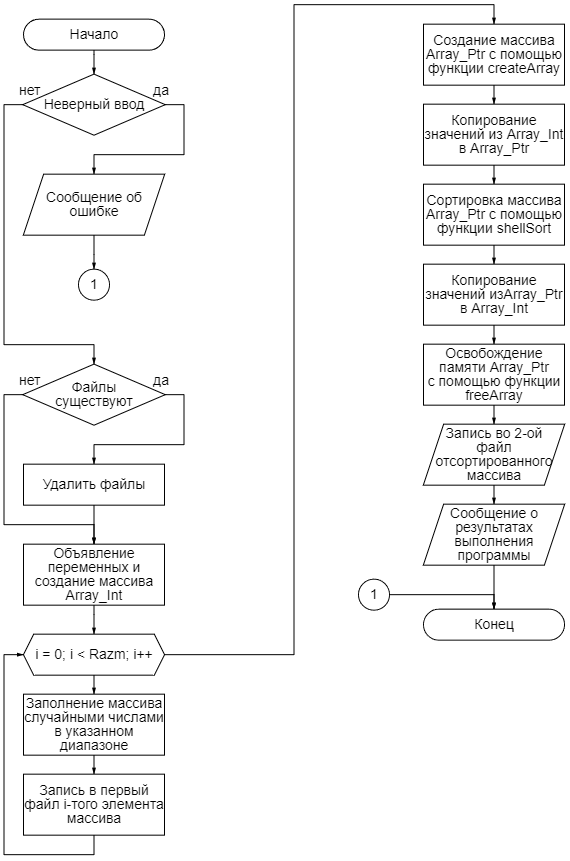 Начало
нет
да
Неверный ввод
Сообщение об
ошибке
1
нет
да
Файлы
существуют
Удалить файлы
Объявление
переменных и
создание массива
Array_Int
i = 0; i < Razm; i++
Заполнение массива
случайными числами
в указанном
диапазоне
Запись в первый
файл i-того элемента
массива
Создание массива
Array_Ptr с помощью
функции createArray
Копирование
значений из Array_Int
в Array_Ptr
Сортировка массива
Array_Ptr с помощью
функции shellSort
Копирование
значений изArray_Ptr
в Array_Int
Освобождение
памяти Array_Ptr
с помощью функции
freeArray
Запись во 2-ой
файл
отсортированного
массива
Сообщение о
результатах
выполнения
программы
1
Конец